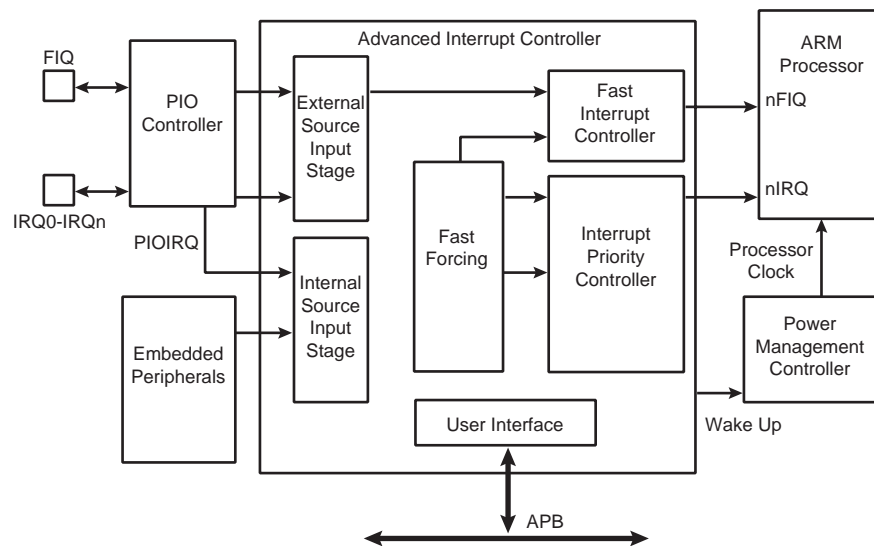 Advanced Interrupt Controller
FIQ
PIO
Controller
IRQ0-IRQn
PIOIRQ
Embedded
Peripherals
External
Source
Input
Stage
Internal
Source
Input
Stage
Fast
Forcing
Fast
Interrupt
Controller
Interrupt
Priority
Controller
User Interface
APB
ARM
Processor
nFIQ
nIRQ
Processor
Clock
Power
Management
Controller
Wake Up